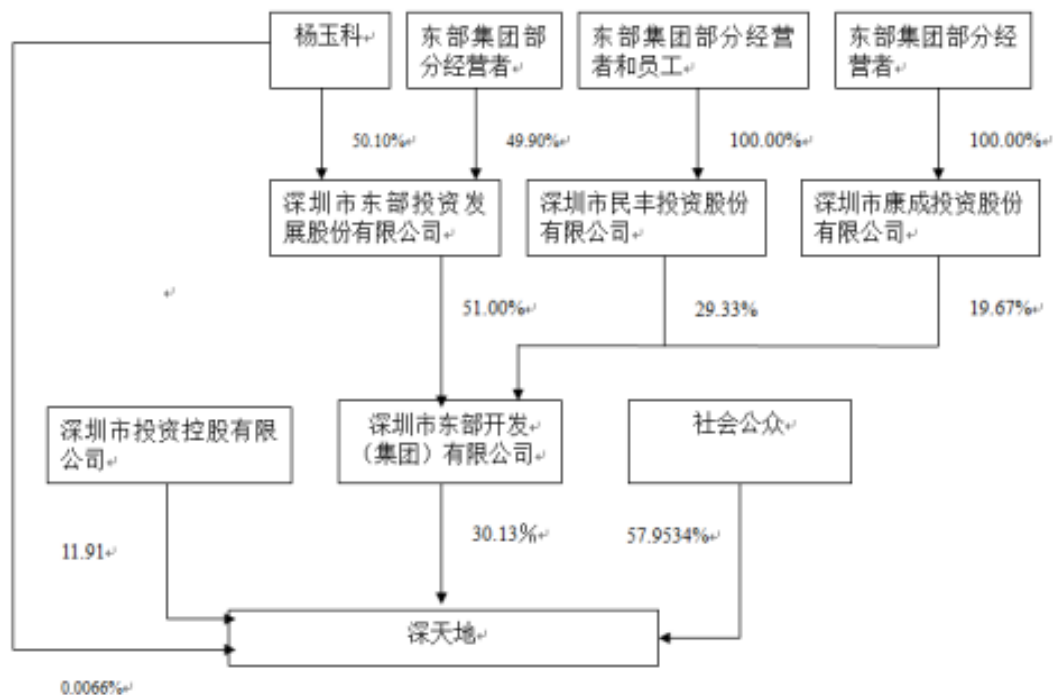 杨玉科
东部集团部
分经营者
东部集团部分经营
者和员工
东部集团部分经
营者
50.10%
49.90%
100.00%
100.00%
深圳市东部投资发
展股份有限公司
深圳市民丰投资股份
有限公司
深圳市康成投资股份
有限公司
51.00%
29.33%
19.67%
深圳市投资控股有限
公司
深圳市东部开发
（集团）有限公司
社会公众
11.91
30.13%
57.9534%
深天地
0.0066%